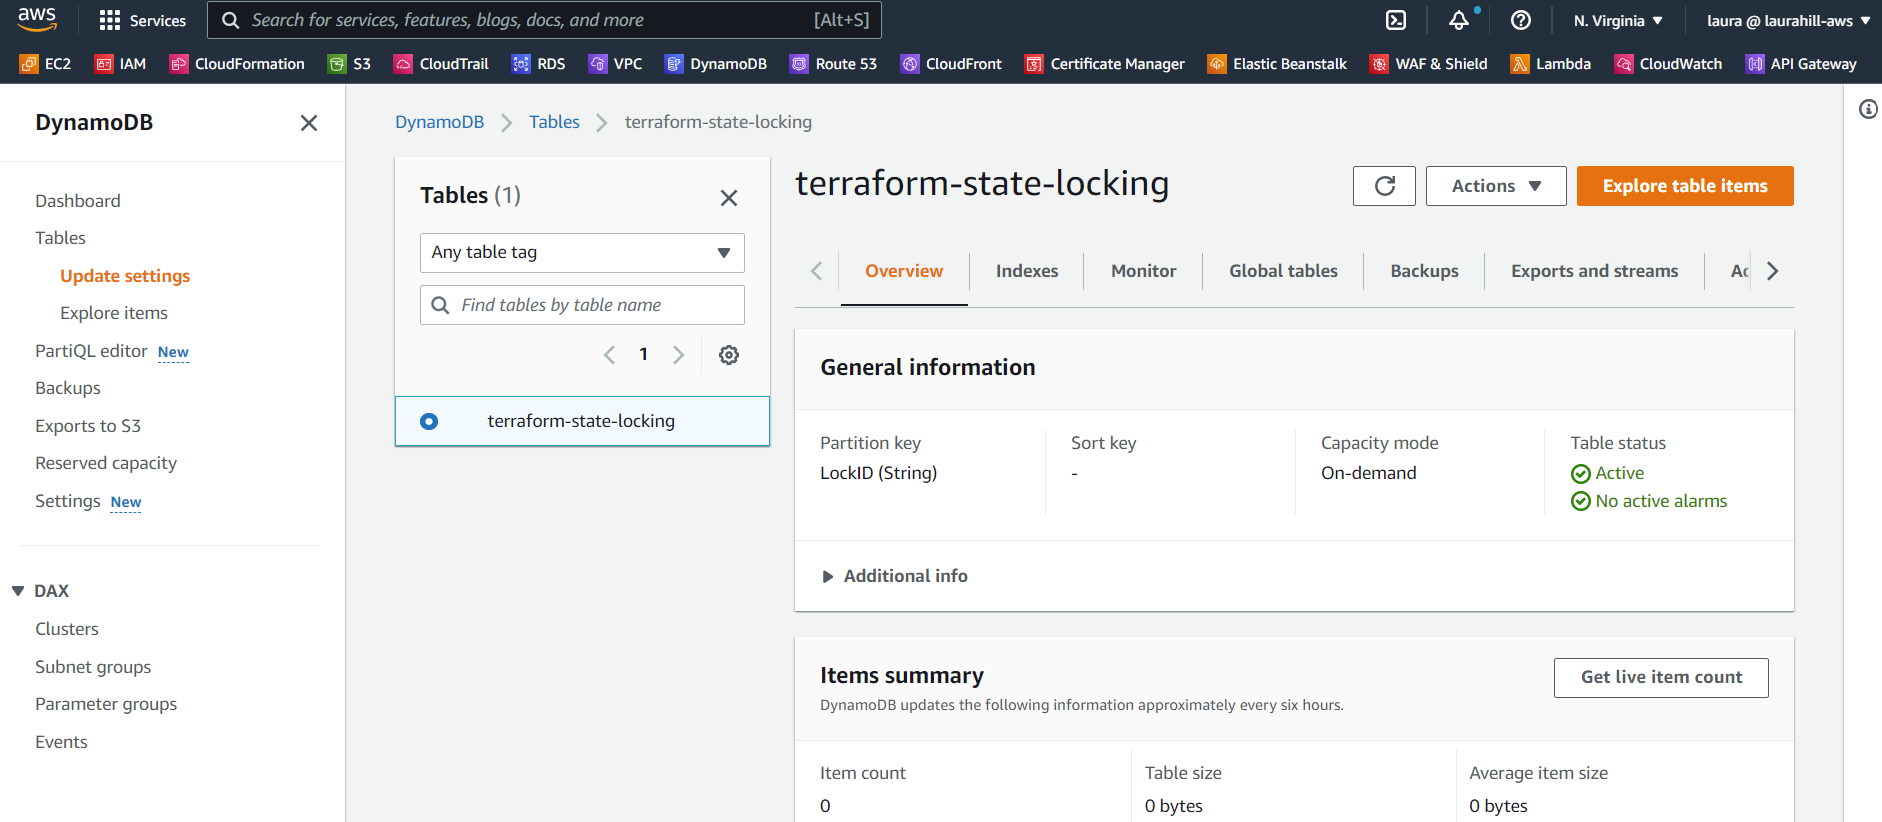 aws
Services
Search for services, features, blogs, docs, and more
[Alt+S]
N. Virginia
laura @ laurahill-aws
EC2
IAM
CloudFormation
S3
CloudTrail
RDS
VPC
DynamoDB
Route 53
CloudFront
Certificate Manager
Elastic Beanstalk
WAF & Shield
Lambda
CloudWatch
API Gateway
DynamoDB
Dashboard
Tables
Update settings
Explore items
PartiQL editor New
Backups
Exports to S3
Reserved capacity
Settings New
DAX
Clusters
Subnet groups
Parameter groups
Events
DynamoDB
Tables
terraform-state-locking
Tables (1)
Any table tag
Find tables by table name
1
terraform-state-locking
terraform-state-locking
Actions
Explore table items
Overview
Indexes
Monitor
Global tables
Backups
Exports and streams
General information
Partition key
LockID (String)
Sort key
-
Capacity mode
On-demand
Table status
Active
No active alarms
Additional info
Items summary
Get live item count
DynamoDB updates the following information approximately every six hours.
Item count
0
Table size
0 bytes
Average item size
0 bytes